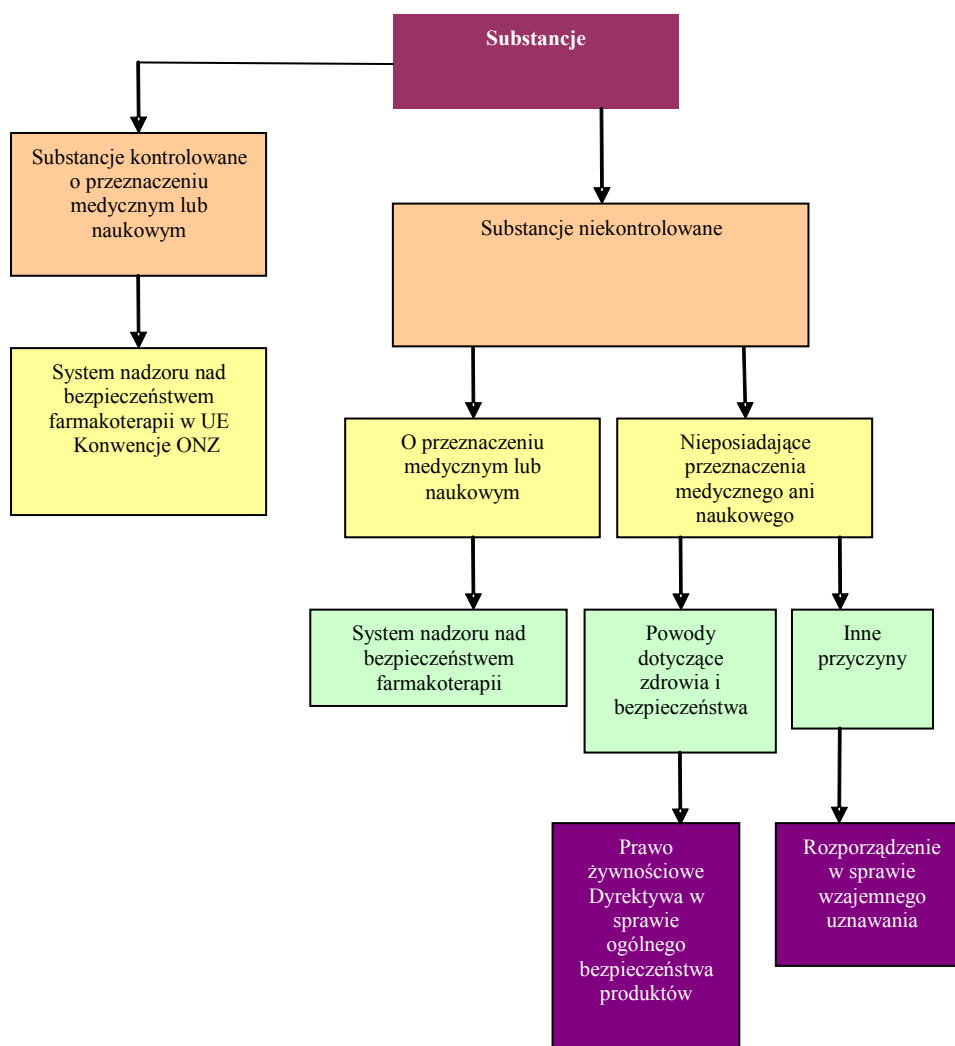 Substancje
Substancje kontrolowane
o przeznaczeniu
medycznym lub
naukowym
Substancje niekontrolowane
System nadzoru nad
bezpieczeństwem
farmakoterapii w UE
Konwencje ONZ
O przeznaczeniu
medycznym lub
naukowym
Nieposiadające
przeznaczenia
medycznego ani
naukowego
System nadzoru nad
bezpieczeństwem
farmakoterapii
Powody
dotyczące
zdrowia i
bezpieczeństwa
Inne
przyczyny
Prawo
żywnościowe
Dyrektywa w
sprawie
ogólnego
bezpieczeństwa
produktów
Rozporządzenie
w sprawie
wzajemnego
uznawania